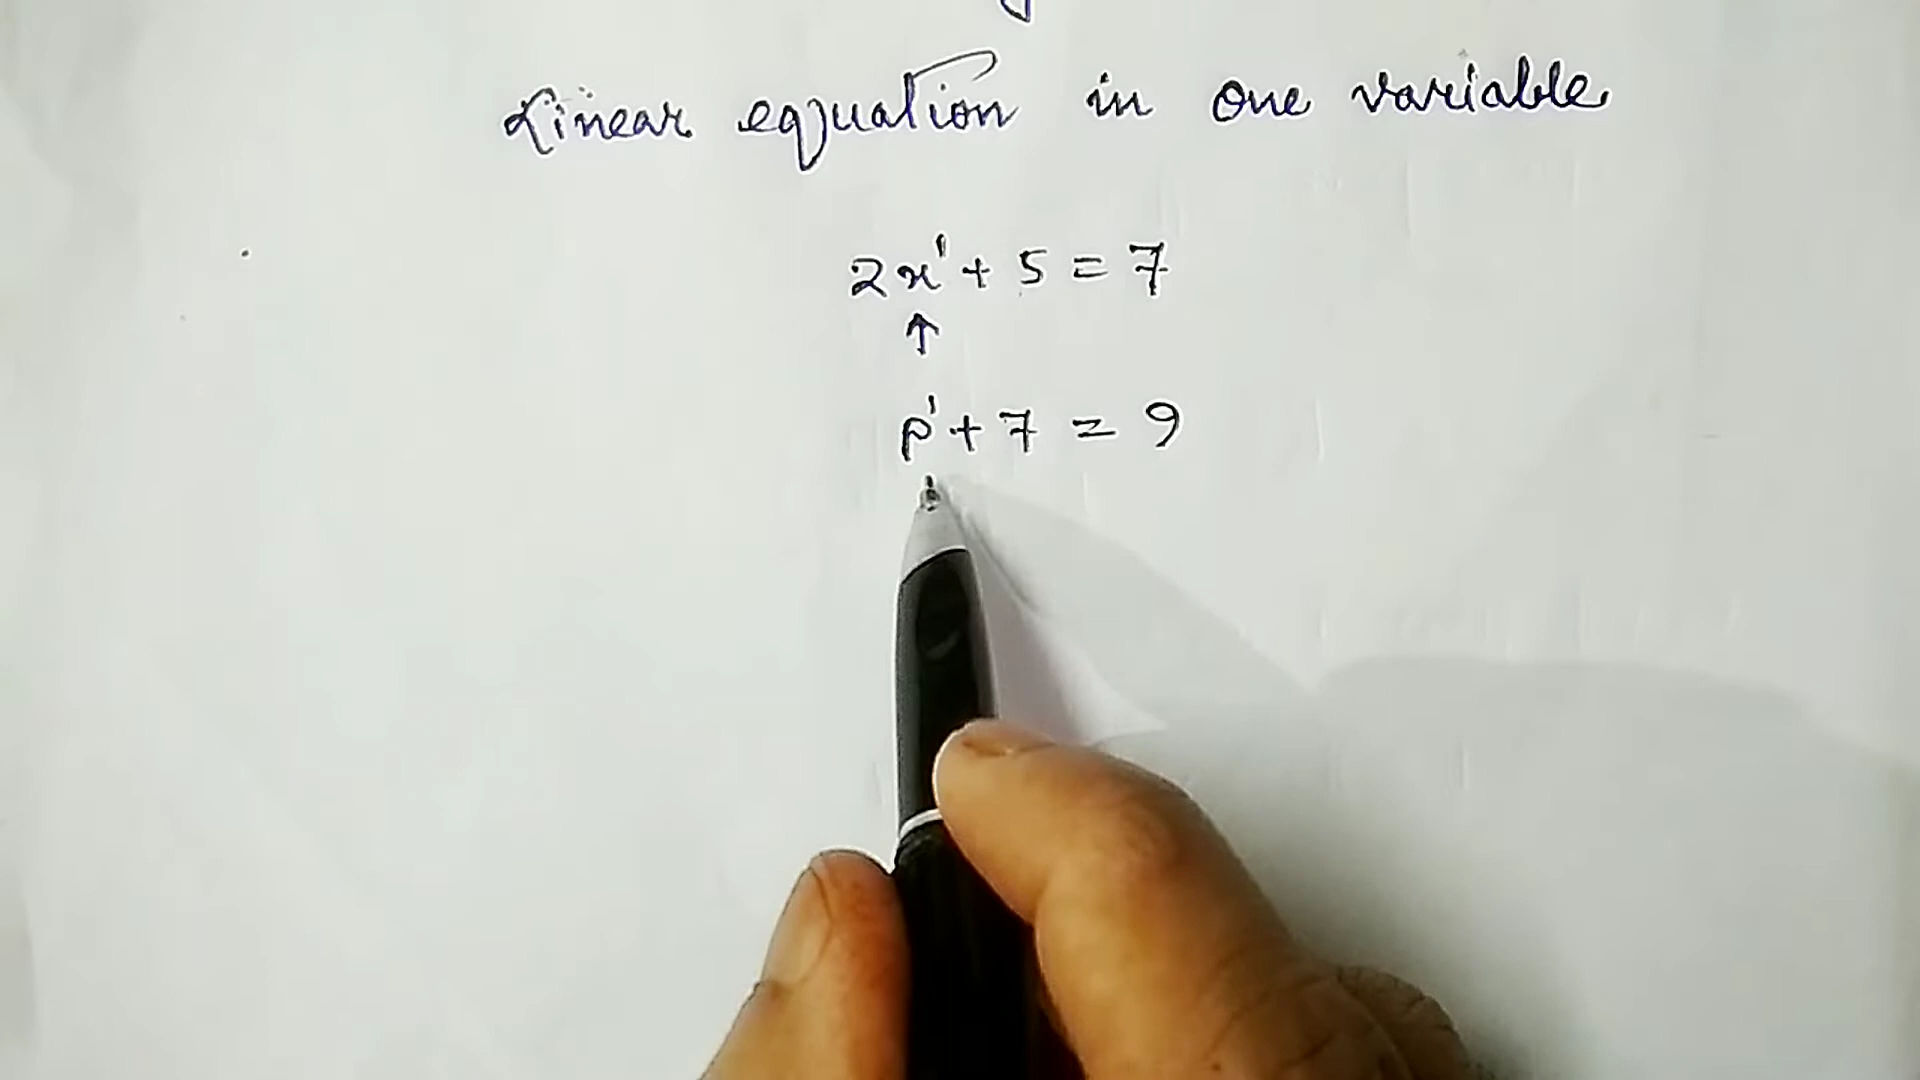 Linear equation in one variable
2x¹ + 5 = 7
↑
p¹ + 7 = 9